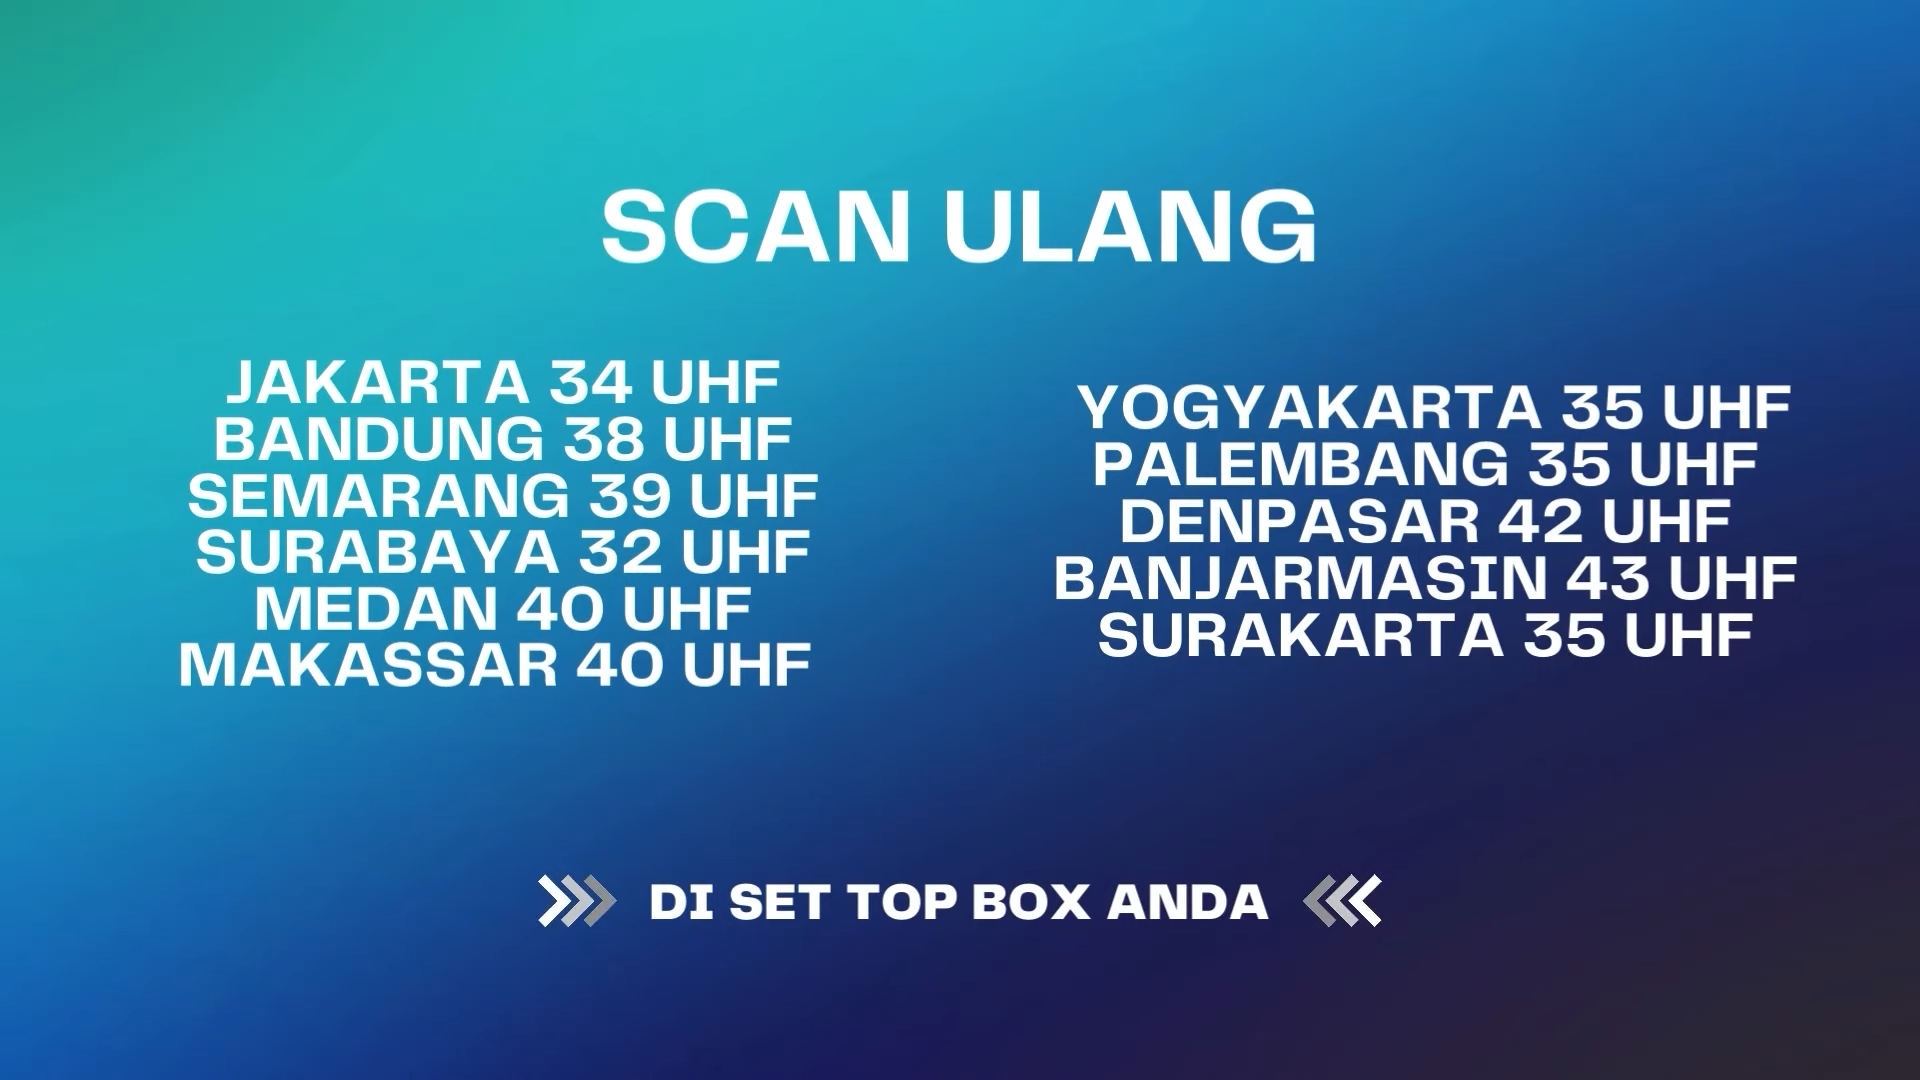 SCAN ULANG
JAKARTA 34 UHF
BANDUNG 38 UHF
SEMARANG 39 UHF
SURABAYA 32 UHF
MEDAN 40 UHF
MAKASSAR 40 UHF
YOGYAKARTA 35 UHF
PALEMBANG 35 UHF
DENPASAR 42 UHF
BANJARMASIN 43 UHF
SURAKARTA 35 UHF
DI SET TOP BOX ANDA